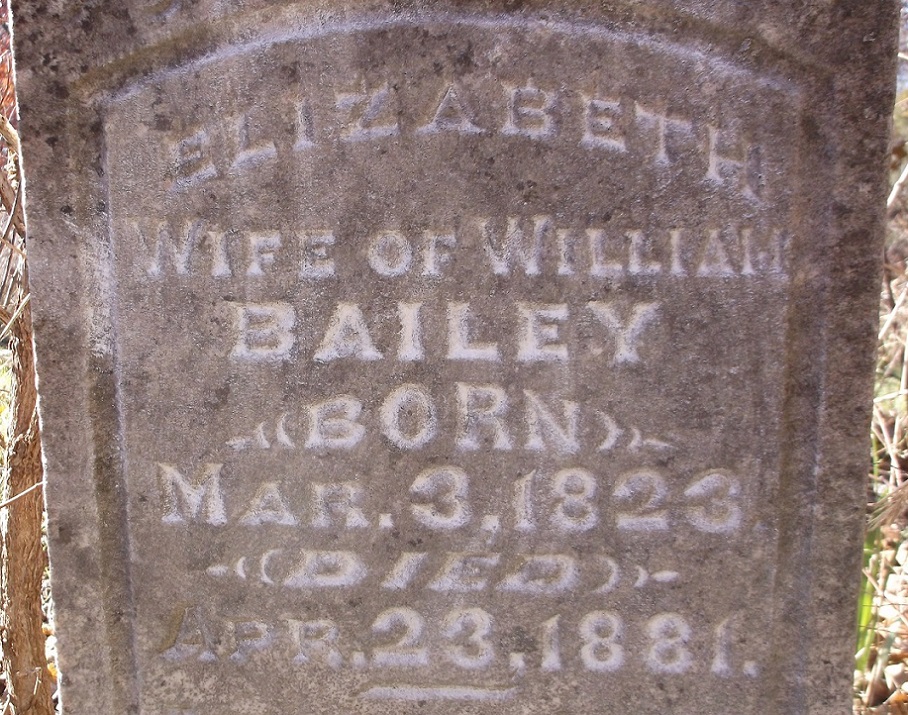 ELIZABETH
WIFE OF WILLIAM
BAILEY
BORN
MAR. 3, 1823.
DIED
APR. 23, 1881.